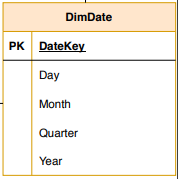 DimDate
PK DateKey
Day
Month
Quarter
Year